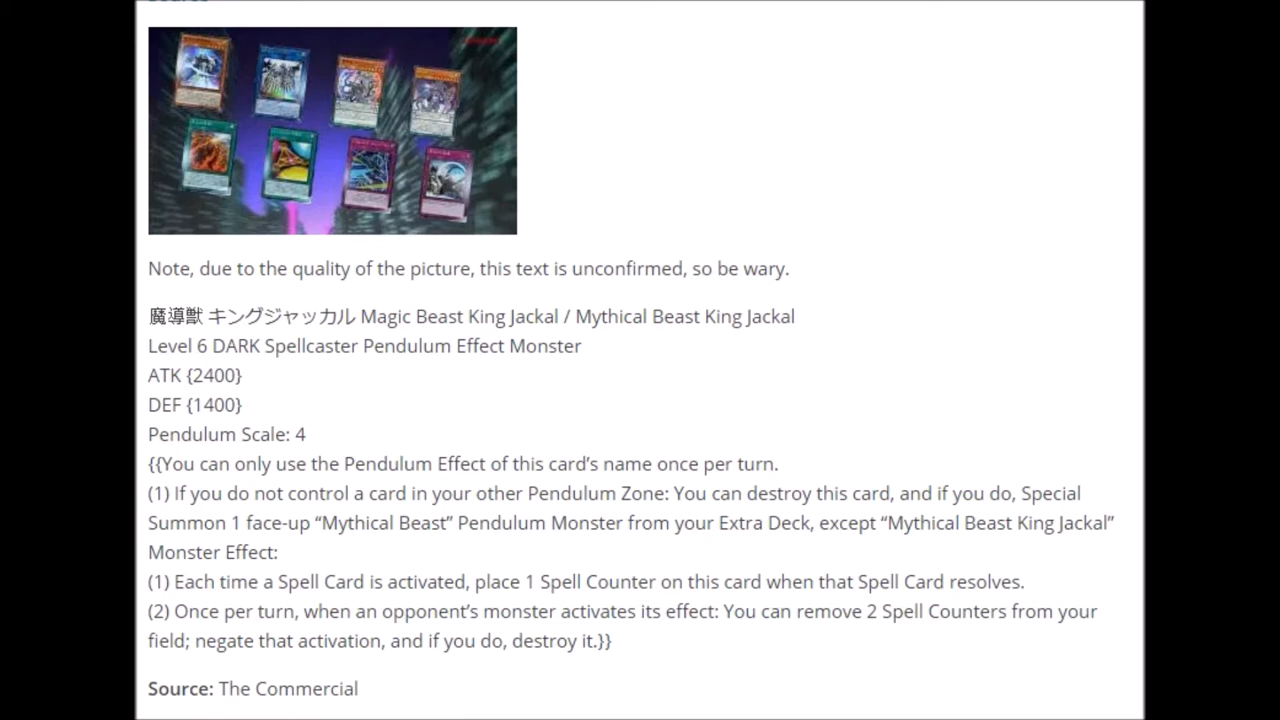 Note, due to the quality of the picture, this text is unconfirmed, so be wary.
魔導獣 キングジャッカル Magic Beast King Jackal / Mythical Beast King Jackal
Level 6 DARK Spellcaster Pendulum Effect Monster
ATK {2400}
DEF {1400}
Pendulum Scale: 4
{{You can only use the Pendulum Effect of this card’s name once per turn.
(1) If you do not control a card in your other Pendulum Zone: You can destroy this card, and if you do, Special
Summon 1 face-up “Mythical Beast” Pendulum Monster from your Extra Deck, except “Mythical Beast King Jackal”
Monster Effect:
(1) Each time a Spell Card is activated, place 1 Spell Counter on this card when that Spell Card resolves.
(2) Once per turn, when an opponent’s monster activates its effect: You can remove 2 Spell Counters from your
field; negate that activation, and if you do, destroy it.}}
Source: The Commercial